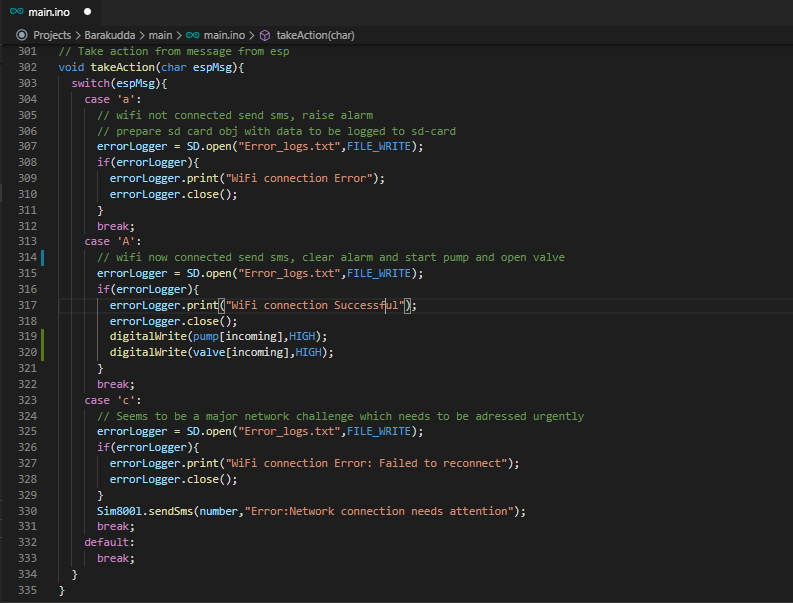 main.ino
Projects > Barakudda > main > main.ino > takeAction(char)
301 // Take action from message from esp
302 void takeAction(char espMsg){
303   switch(espMsg){
304     case 'a':
305       // wifi not connected send sms, raise alarm
306       // prepare sd card obj with data to be logged to sd-card
307       errorLogger = SD.open("Error_logs.txt",FILE_WRITE);
308       if(errorLogger){
309         errorLogger.print("WiFi connection Error");
310         errorLogger.close();
311       }
312       break;
313     case 'A':
314       // wifi now connected send sms, clear alarm and start pump and open valve
315       errorLogger = SD.open("Error_logs.txt",FILE_WRITE);
316       if(errorLogger){
317         errorLogger.print("WiFi connection Successful");
318         errorLogger.close();
319         digitalWrite(pump[incoming],HIGH);
320         digitalWrite(valve[incoming],HIGH);
321       }
322       break;
323     case 'c':
324       // Seems to be a major network challenge which needs to be adressed urgently
325       errorLogger = SD.open("Error_logs.txt",FILE_WRITE);
326       if(errorLogger){
327         errorLogger.print("WiFi connection Error: Failed to reconnect");
328         errorLogger.close();
329       }
330       Sim800l.sendSms(number,"Error:Network connection needs attention");
331       break;
332     default:
333       break;
334   }
335 }